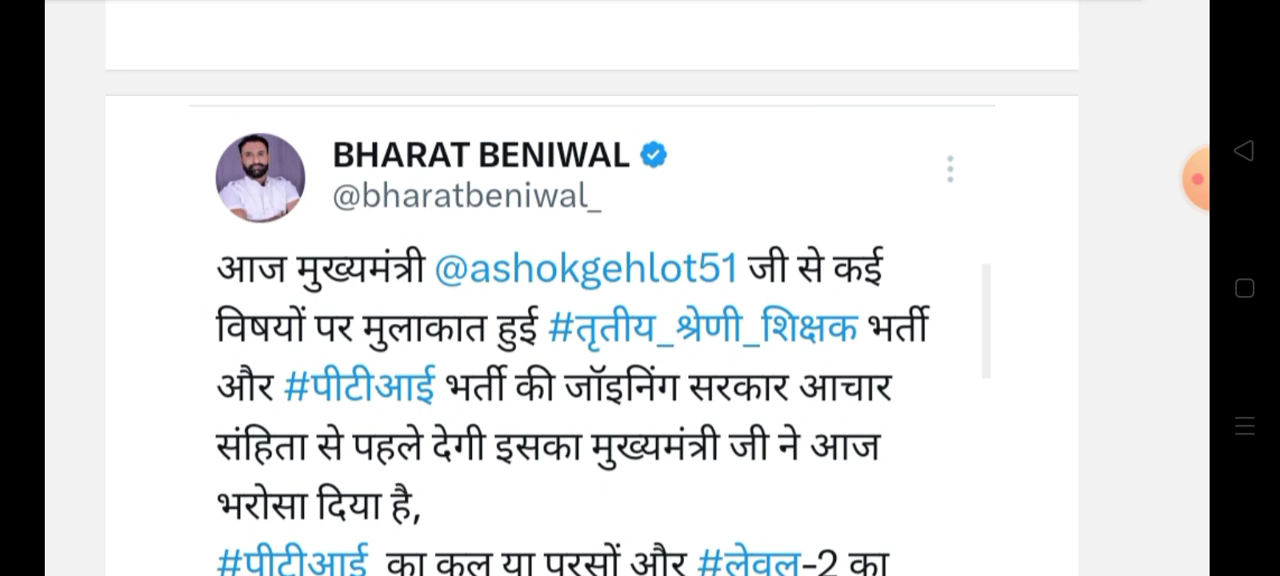 BHARAT BENIWAL
@bharatbeniwal_
आज मुख्यमंत्री @ashokgehlot51 जी से कई
विषयों पर मुलाकात हुई #तृतीय_श्रेणी_शिक्षक भर्ती
और #पीटीआई भर्ती की जॉइनिंग सरकार आचार
संहिता से पहले देगी इसका मुख्यमंत्री जी ने आज
भरोसा दिया है,
#पीटीआई का कल या परसों और #लेवल-2 का